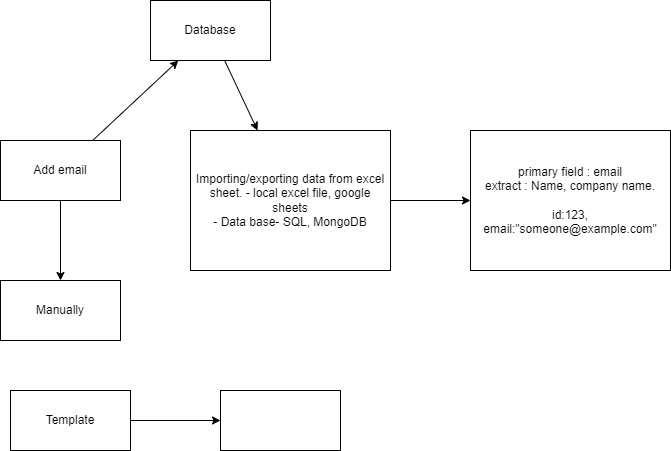 Database
Add email
Importing/exporting data from excel
sheet. - local excel file, google
sheets
- Data base- SQL, MongoDB
primary field : email
extract : Name, company name.
id:123,
email:"someone@example.com"
Manually
Template